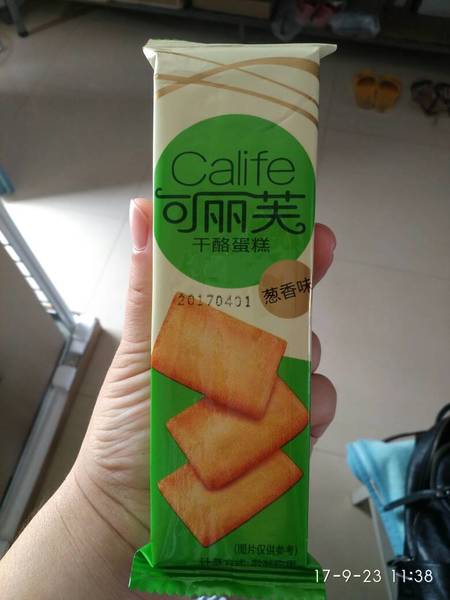 Calife
可丽芙
干酪蛋糕
葱香味
20170401
(图片仅供参考)
17-9-23 11:38